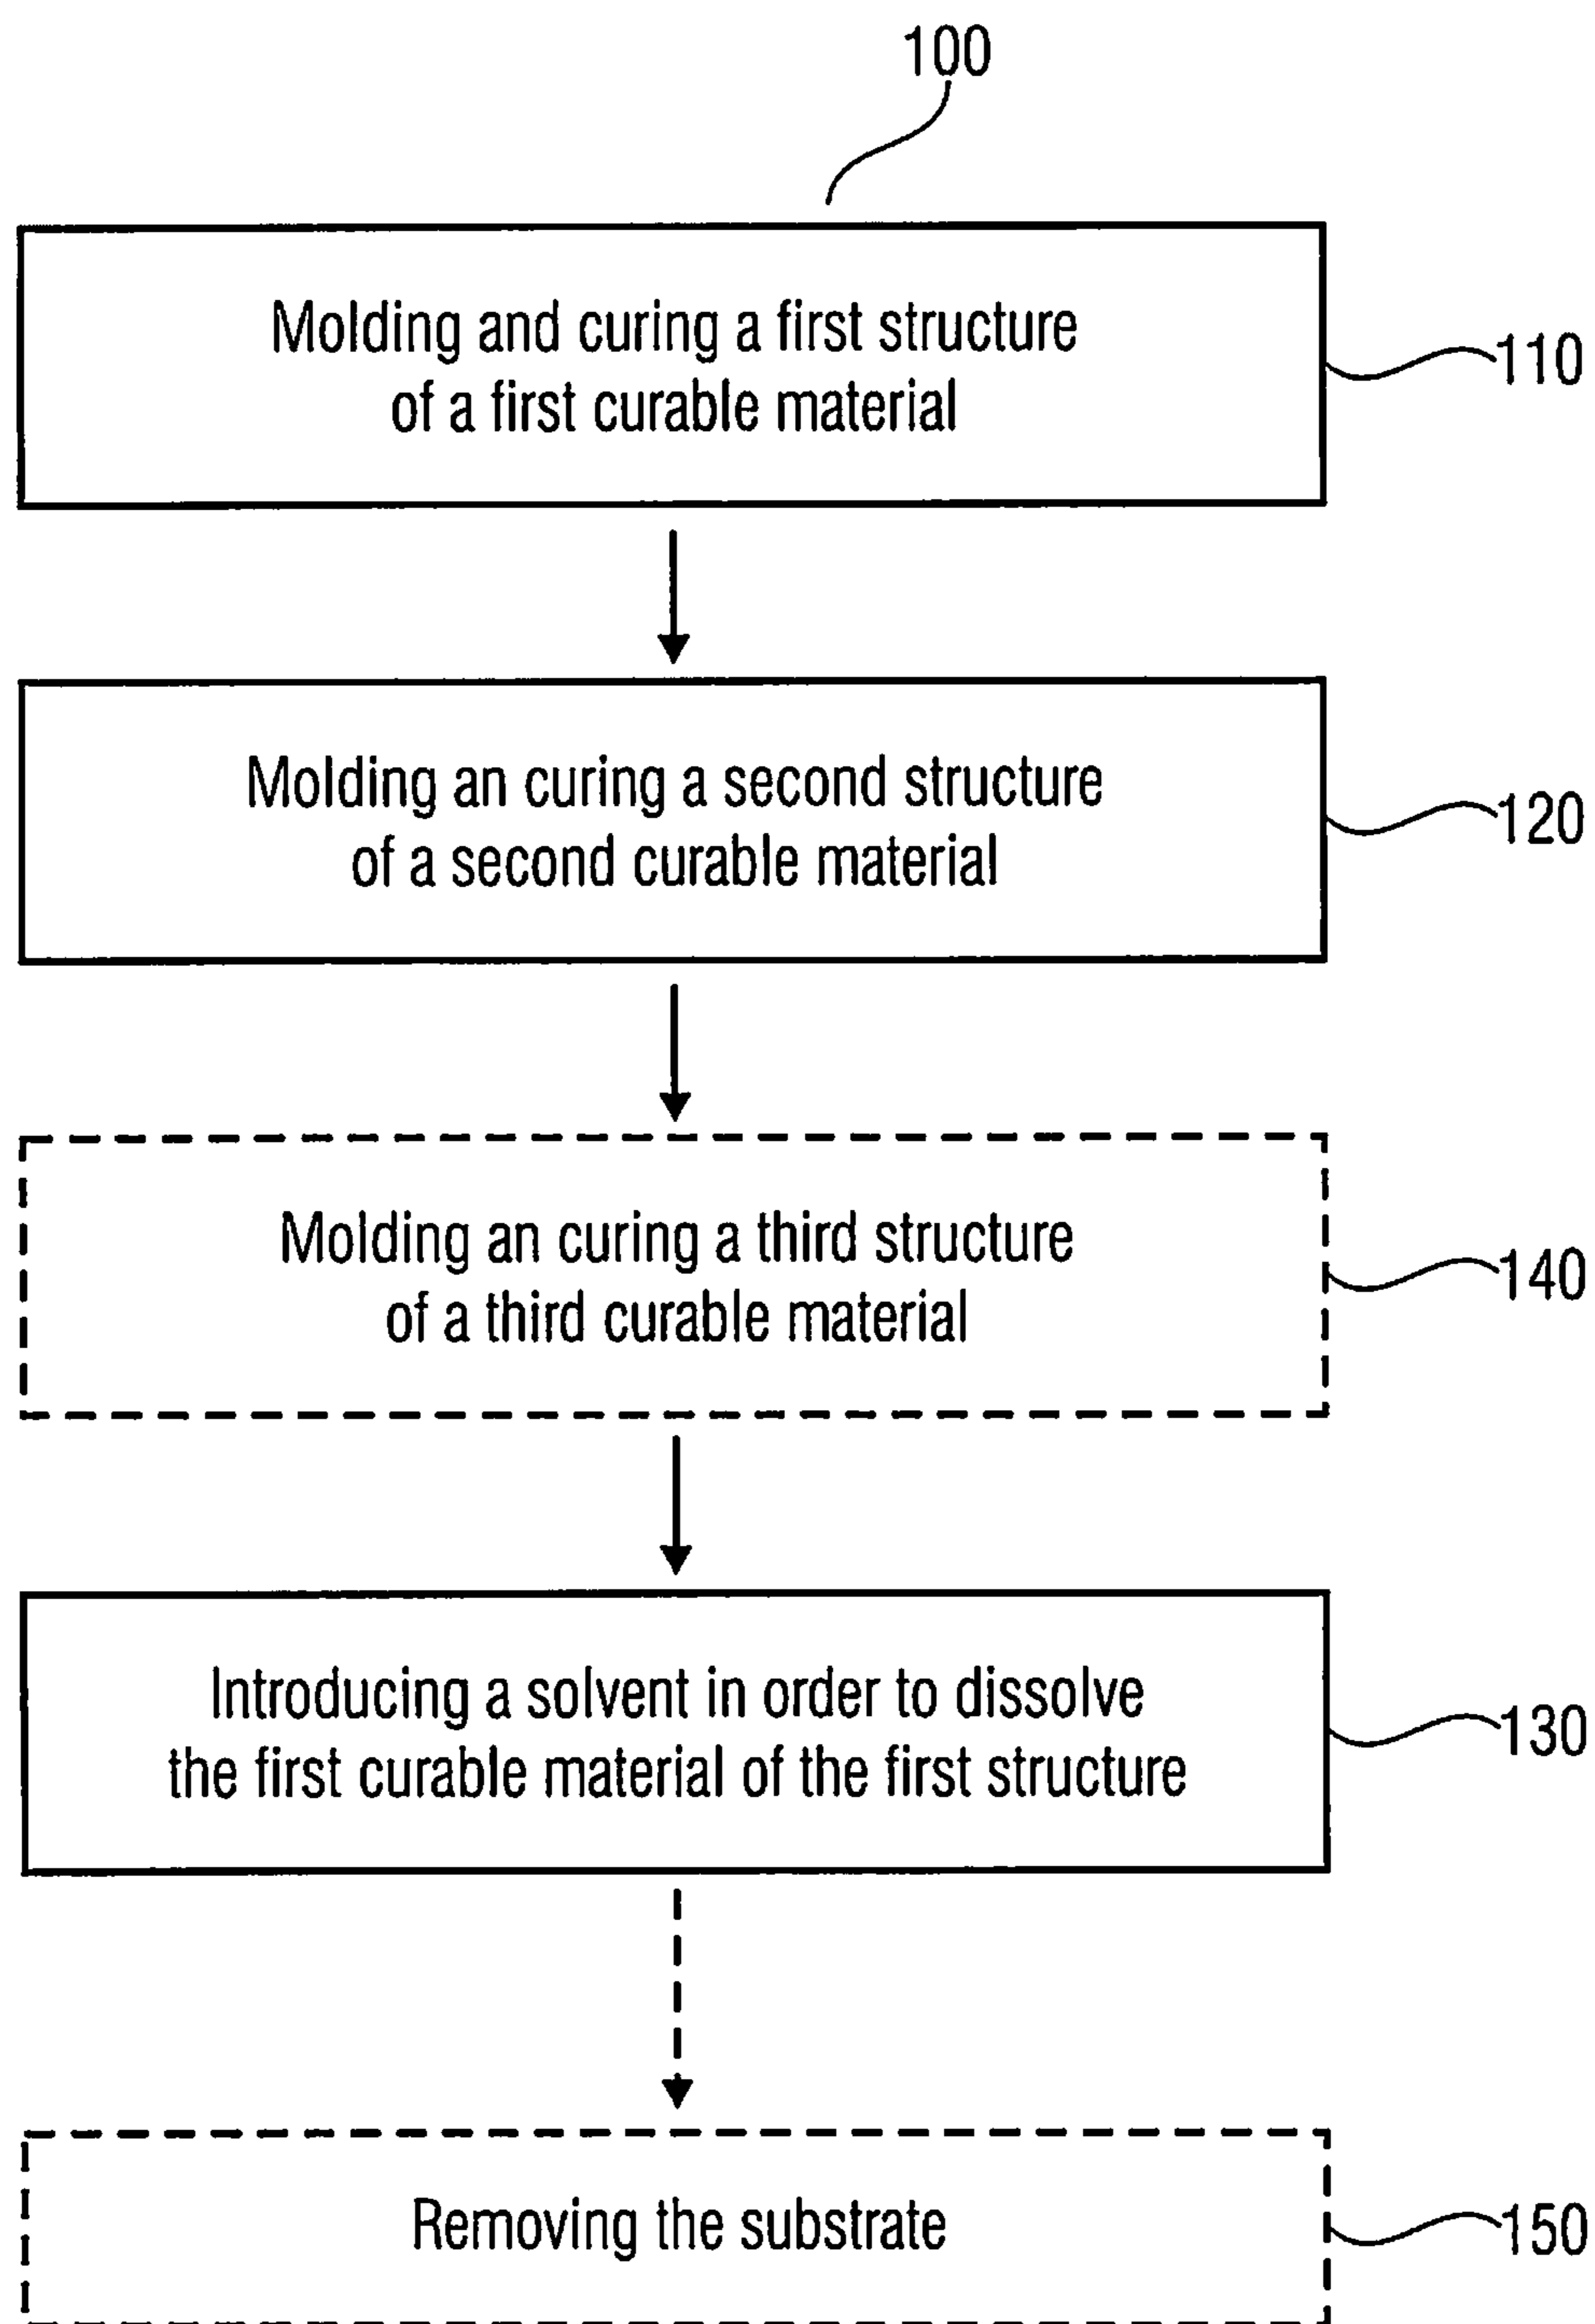 100
Molding and curing a first structure
of a first curable material
110
Molding an curing a second structure
of a second curable material
120
Molding an curing a third structure
of a third curable material
140
Introducing a solvent in order to dissolve
the first curable material of the first structure
130
Removing the substrate
150